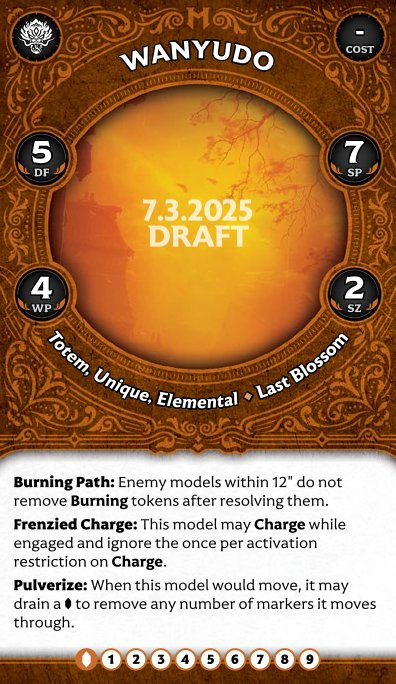 M
-
COST
WANYUDO
5
DF
7
SP
7.3.2025
DRAFT
4
WP
2
SZ
Totem, Unique, Elemental ♦ Last Blossom
Burning Path: Enemy models within 12" do not
remove Burning tokens after resolving them.
Frenzied Charge: This model may Charge while
engaged and ignore the once per activation
restriction on Charge.
Pulverize: When this model would move, it may
drain a ⬮ to remove any number of markers it moves
through.
1 2 3 4 5 6 7 8 9